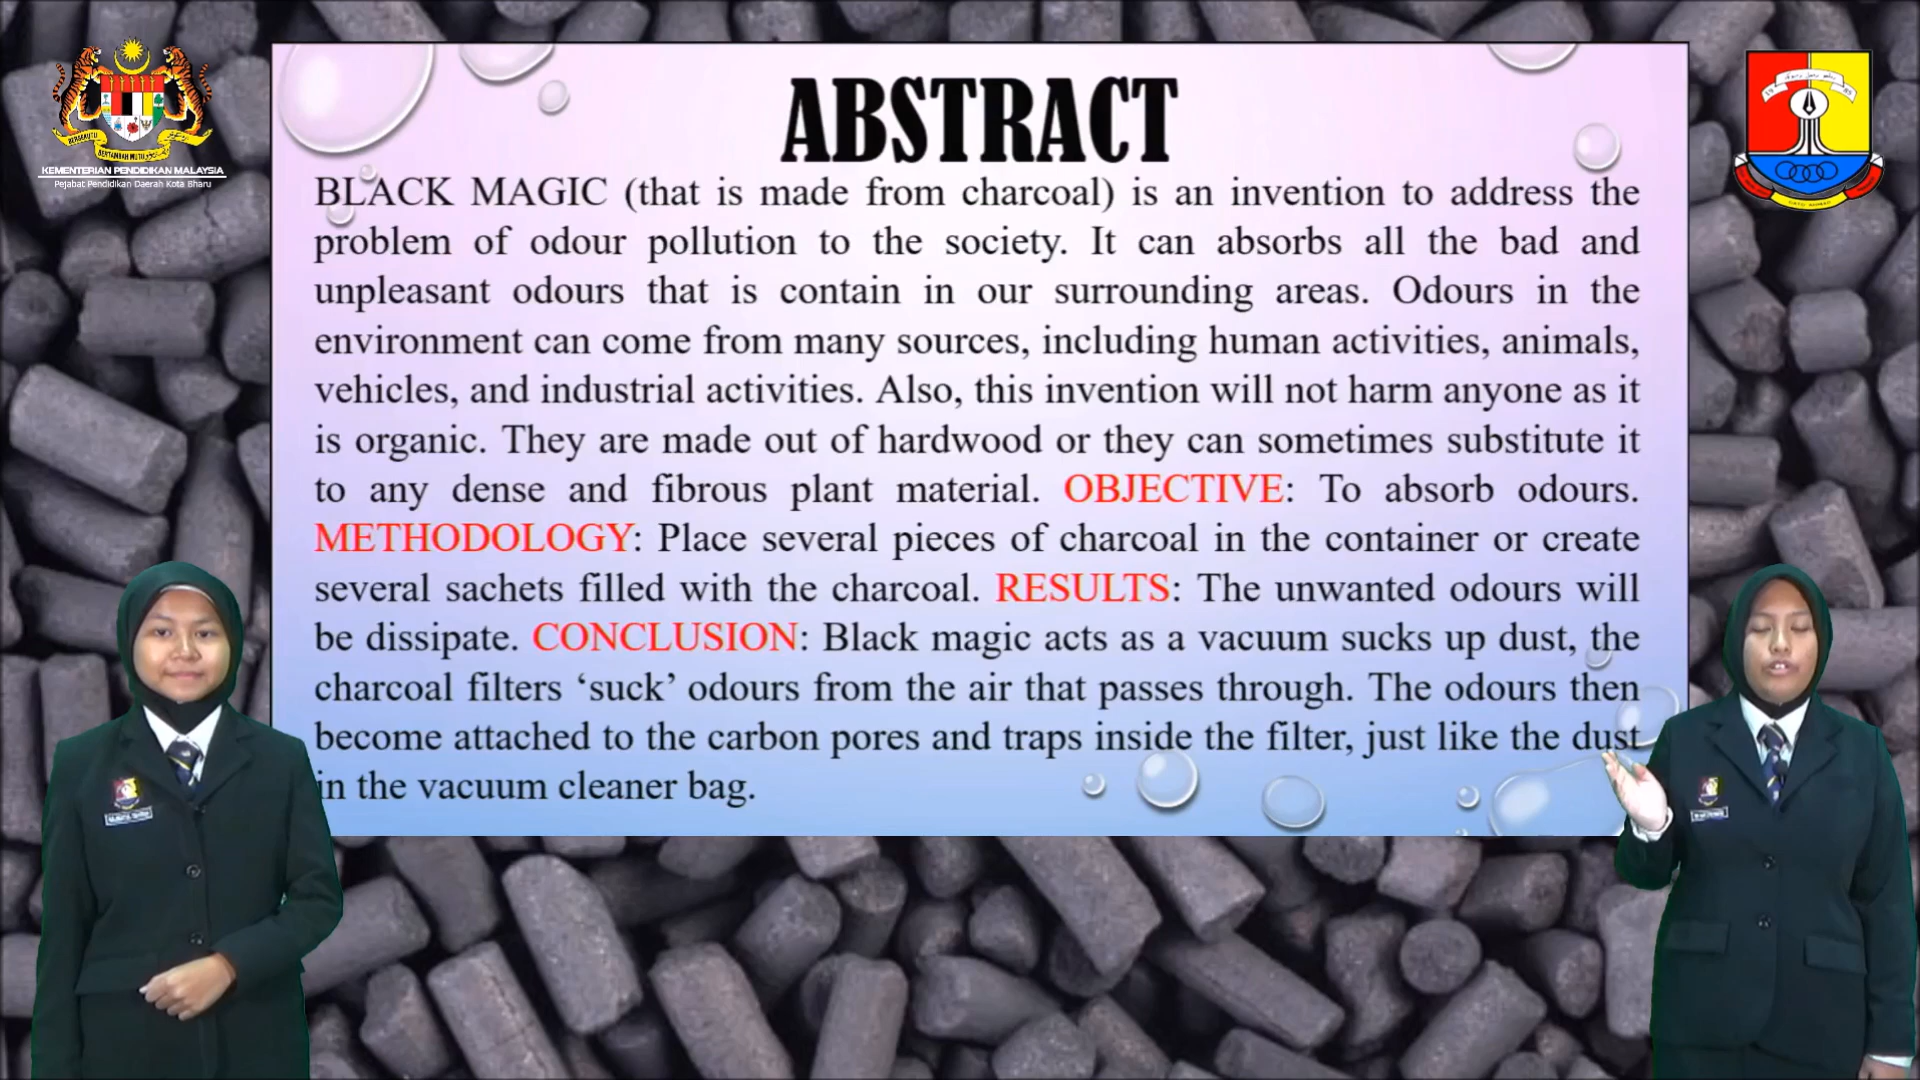 ABSTRACT
BLACK MAGIC (that is made from charcoal) is an invention to address the
problem of odour pollution to the society. It can absorbs all the bad and
unpleasant odours that is contain in our surrounding areas. Odours in the
environment can come from many sources, including human activities, animals,
vehicles, and industrial activities. Also, this invention will not harm anyone as it
is organic. They are made out of hardwood or they can sometimes substitute it
to any dense and fibrous plant material. OBJECTIVE: To absorb odours.
METHODOLOGY: Place several pieces of charcoal in the container or create
several sachets filled with the charcoal. RESULTS: The unwanted odours will
be dissipate. CONCLUSION: Black magic acts as a vacuum sucks up dust, the
charcoal filters ‘suck’ odours from the air that passes through. The odours then
become attached to the carbon pores and traps inside the filter, just like the dust
in the vacuum cleaner bag.
BERSEKUTU
BERTAMBAH MUTU
KEMENTERIAN PENDIDIKAN MALAYSIA
Pejabat Pendidikan Daerah Kota Bharu